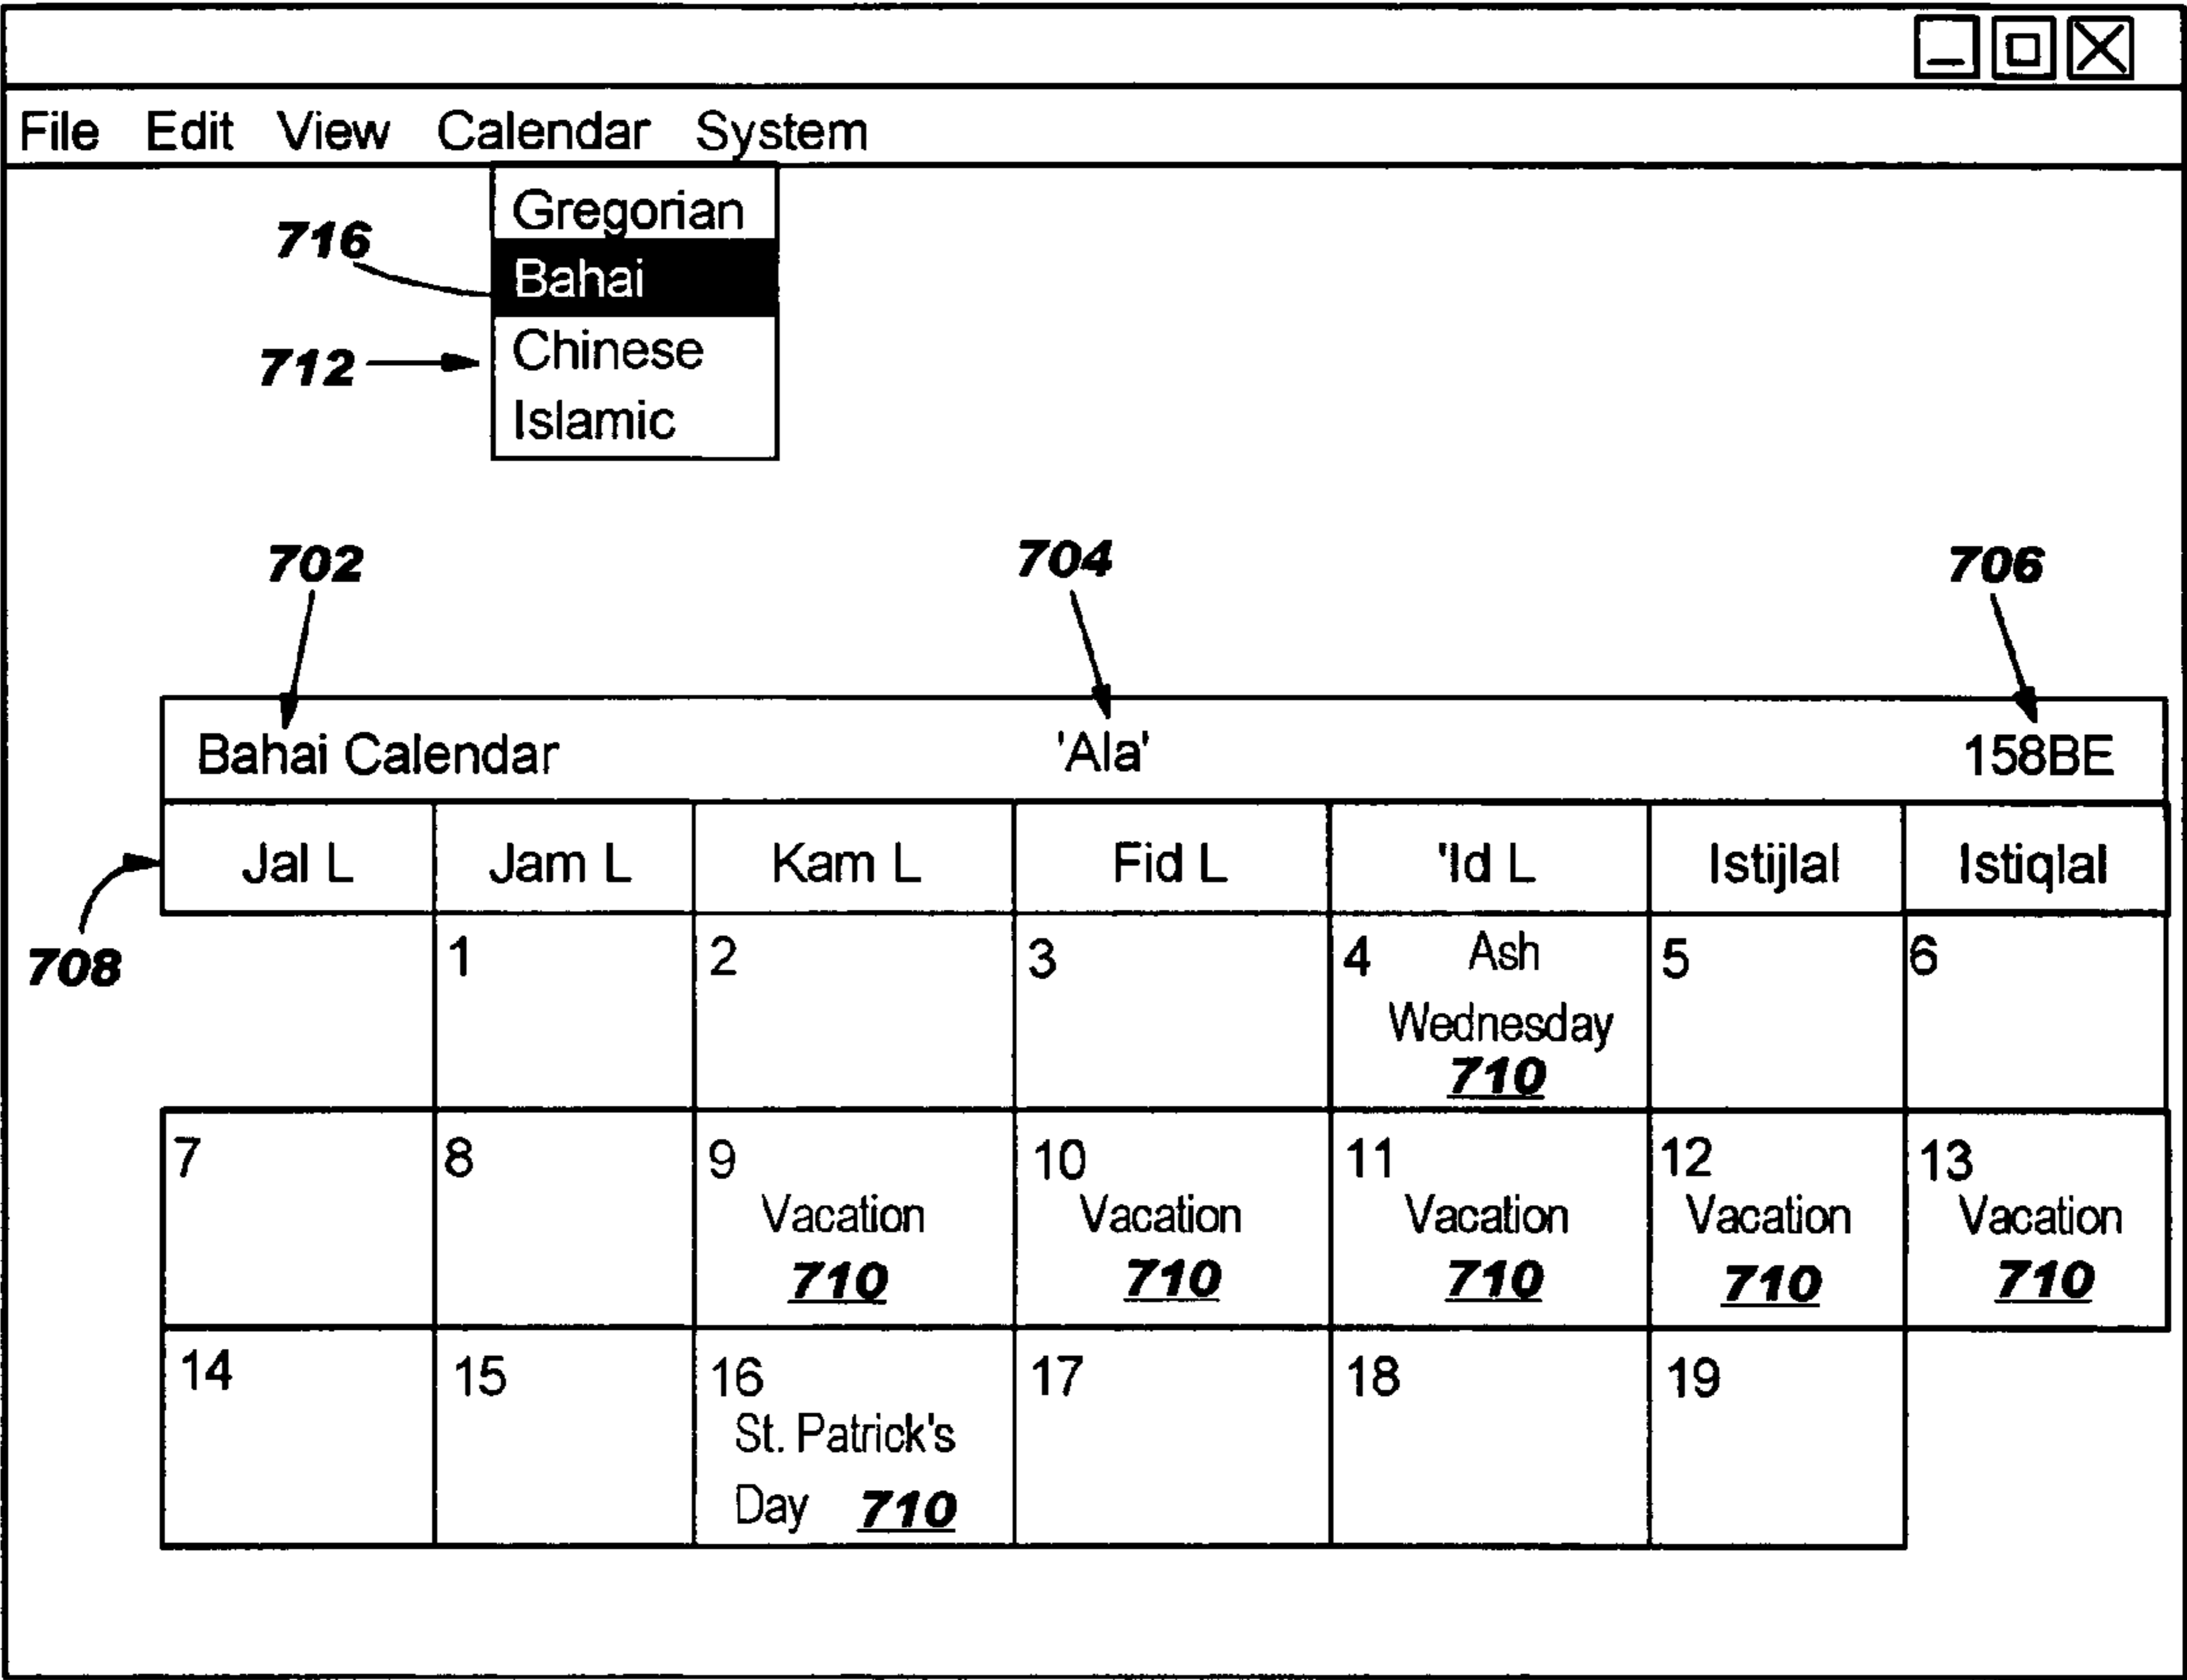 File Edit View Calendar System
Gregorian
716
Bahai
712
Chinese
Islamic
702 704 706
Bahai Calendar 'Ala' 158BE
708
Jal L Jam L Kam L Fid L 'Id L Istijlal Istiqlal
1 2 3 4 Ash 5 6
Wednesday
710
7 8 9 10 11 12 13
Vacation Vacation Vacation Vacation Vacation
710 710 710 710 710
14 15 16 17 18 19
St. Patrick's
Day 710